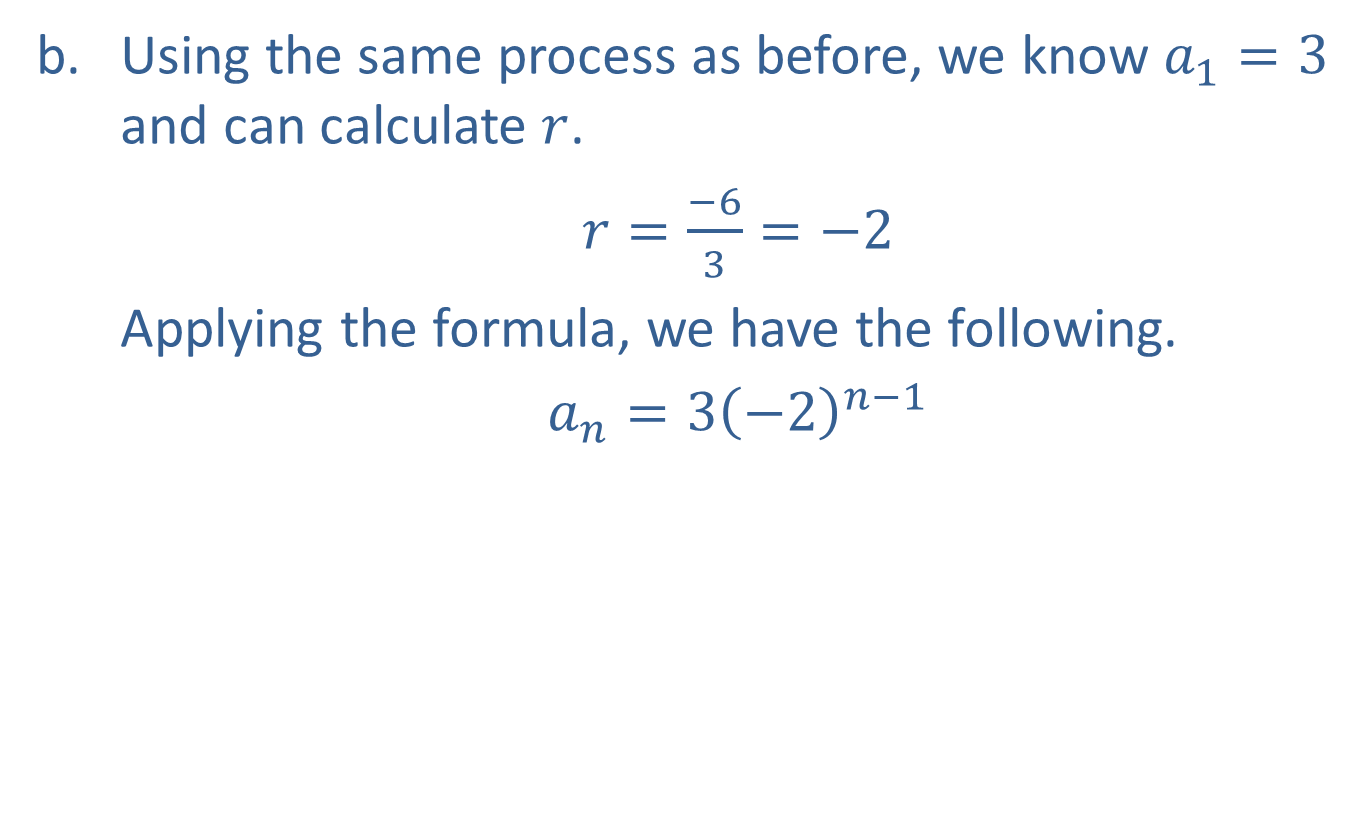 b. Using the same process as before, we know a₁ = 3
and can calculate r.
r = −6/3 = −2
Applying the formula, we have the following.
aₙ = 3(−2)ⁿ⁻¹